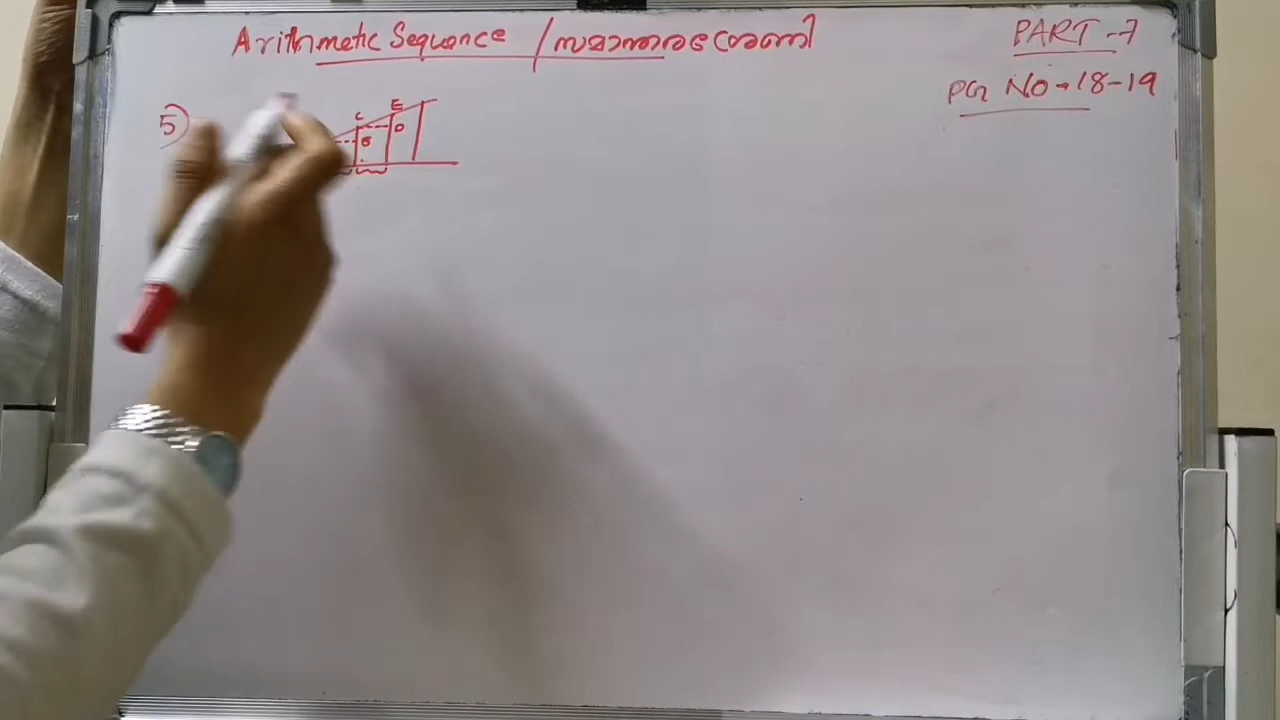 Arithmetic Sequence / സമാന്തരശ്രേണി
PART - 7
PG NO → 18-19
5)
C
E
B
D